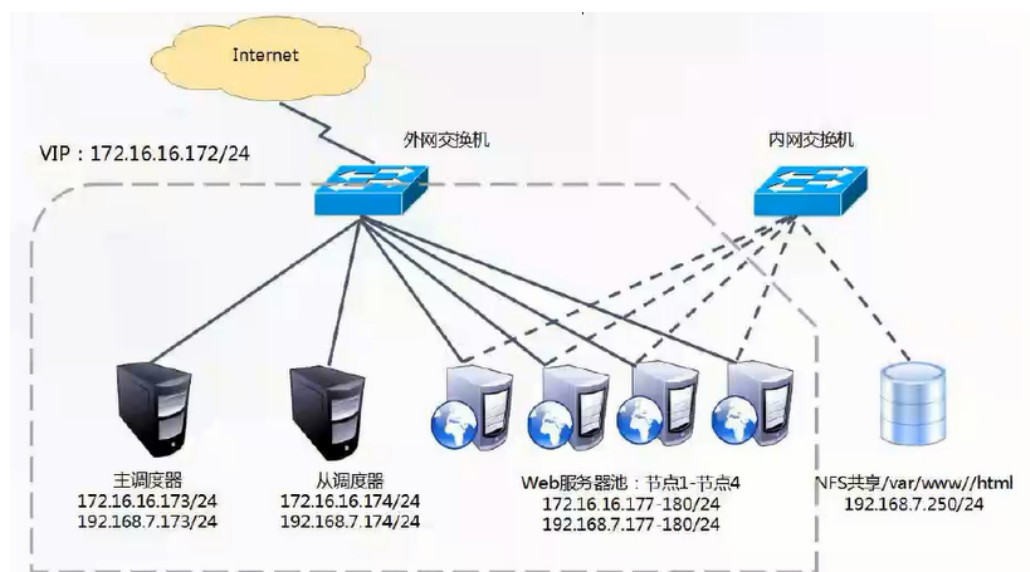 Internet
外网交换机
内网交换机
VIP：172.16.16.172/24
主调度器
172.16.16.173/24
192.168.7.173/24
从调度器
172.16.16.174/24
192.168.7.174/24
Web服务器池：节点1-节点4
172.16.16.177-180/24
192.168.7.177-180/24
NFS共享/var/www//html
192.168.7.250/24